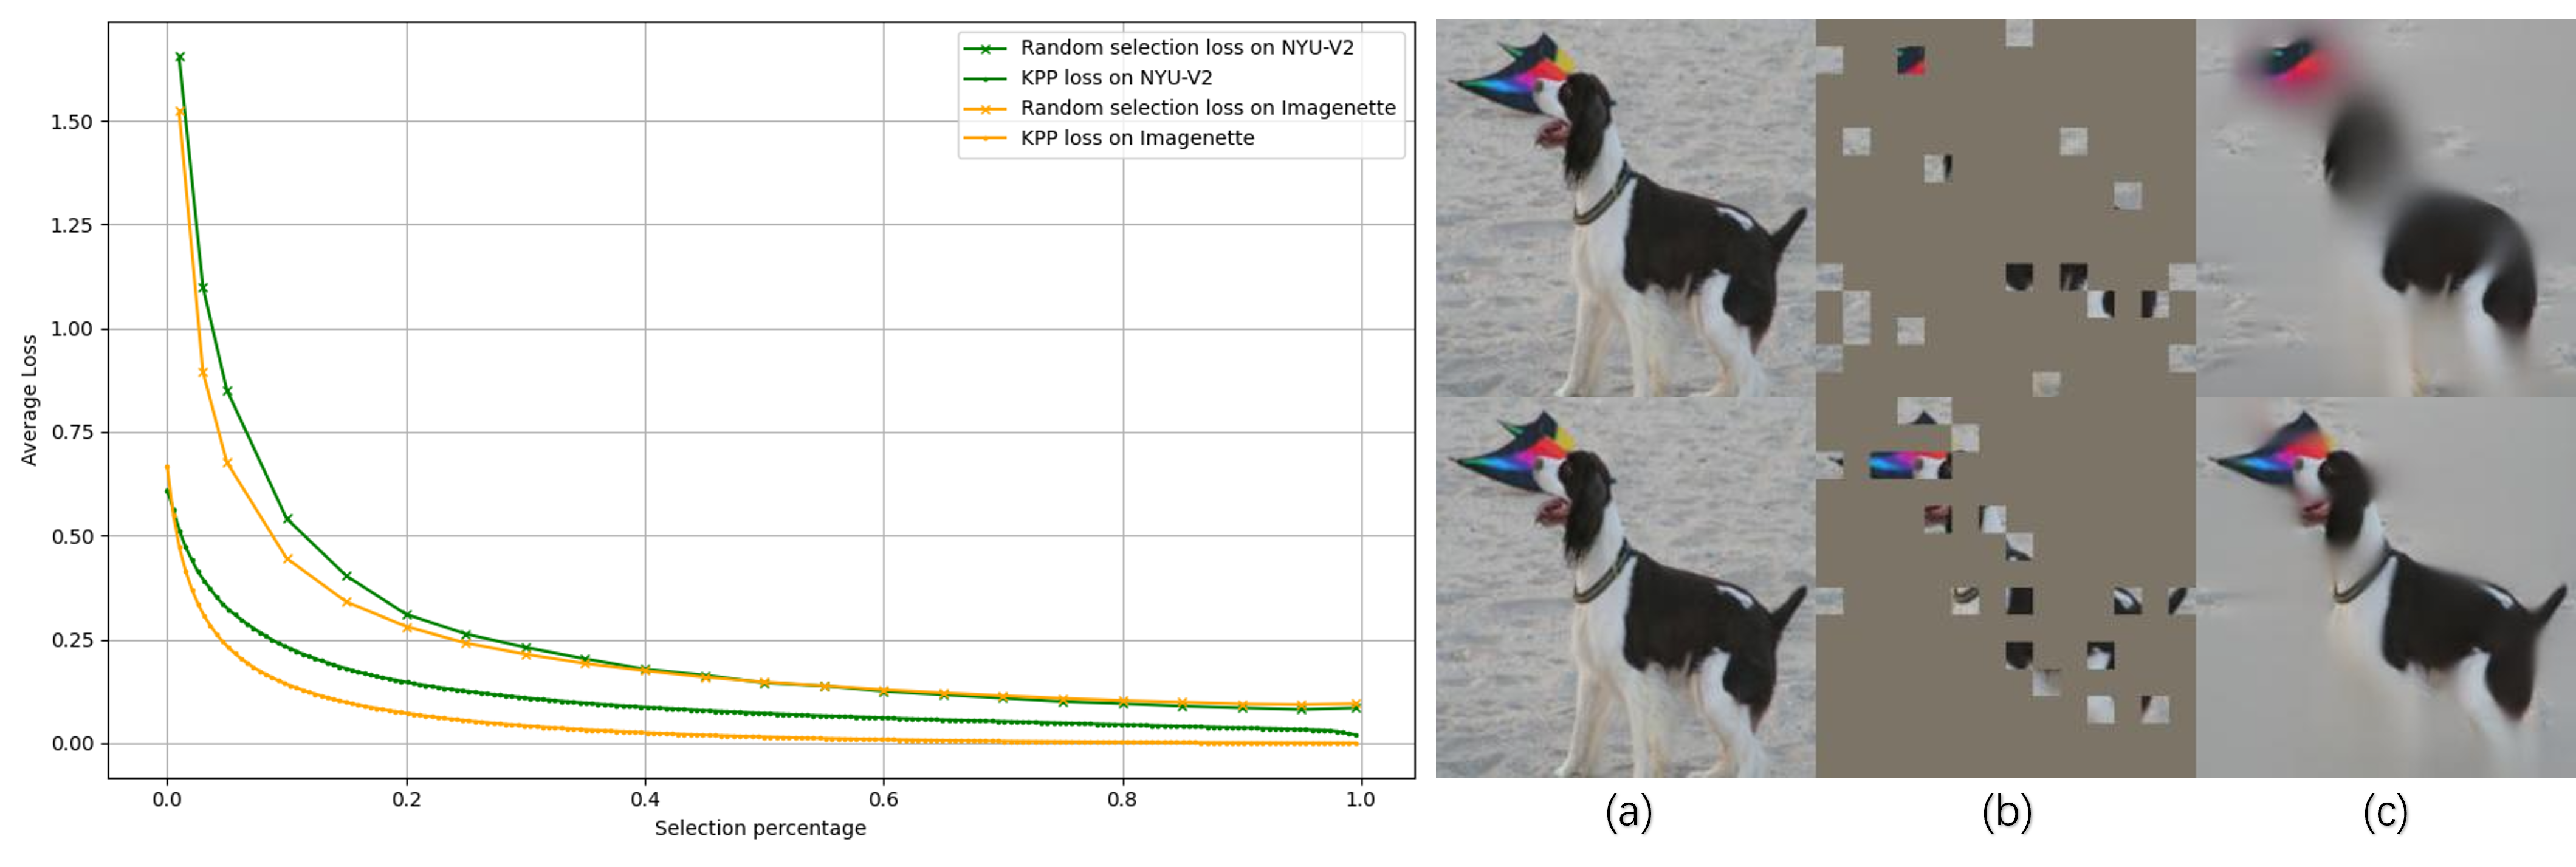 Random selection loss on NYU-V2
KPP loss on NYU-V2
Random selection loss on Imagenette
KPP loss on Imagenette
1.50
1.25
1.00
0.75
0.50
0.25
0.00
Average Loss
0.0 0.2 0.4 0.6 0.8 1.0
Selection percentage
(a) (b) (c)